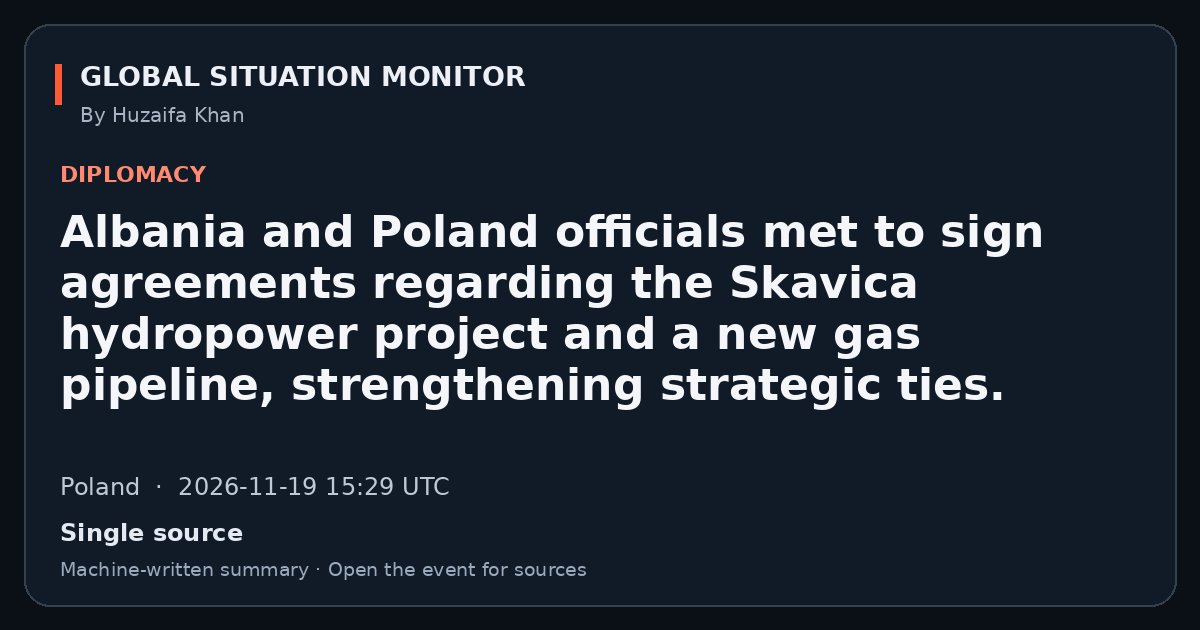 GLOBAL SITUATION MONITOR
By Huzaifa Khan
DIPLOMACY
Albania and Poland officials met to sign
agreements regarding the Skavica
hydropower project and a new gas
pipeline, strengthening strategic ties.
Poland · 2026-11-19 15:29 UTC
Single source
Machine-written summary · Open the event for sources